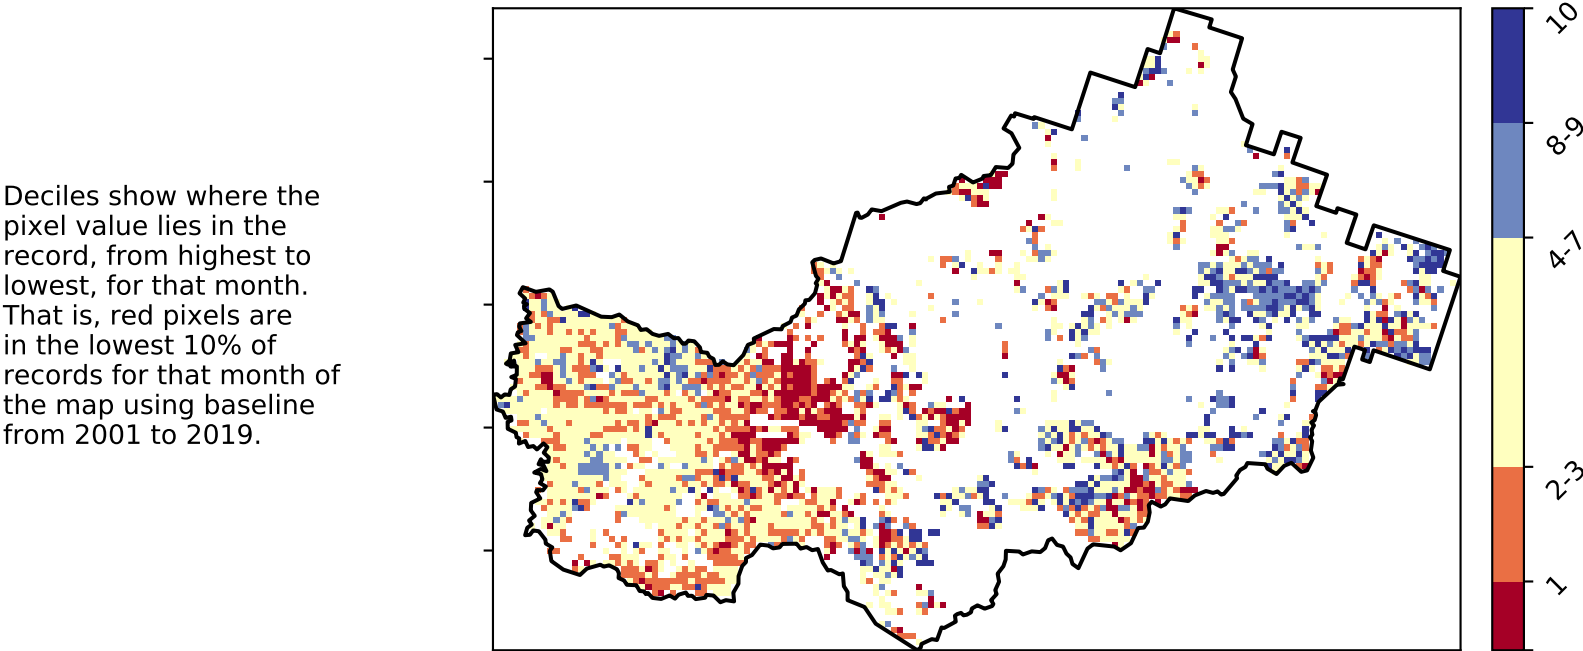 Deciles show where the
pixel value lies in the
record, from highest to
lowest, for that month.
That is, red pixels are
in the lowest 10% of
records for that month of
the map using baseline
from 2001 to 2019.
10
8-9
4-7
2-3
1